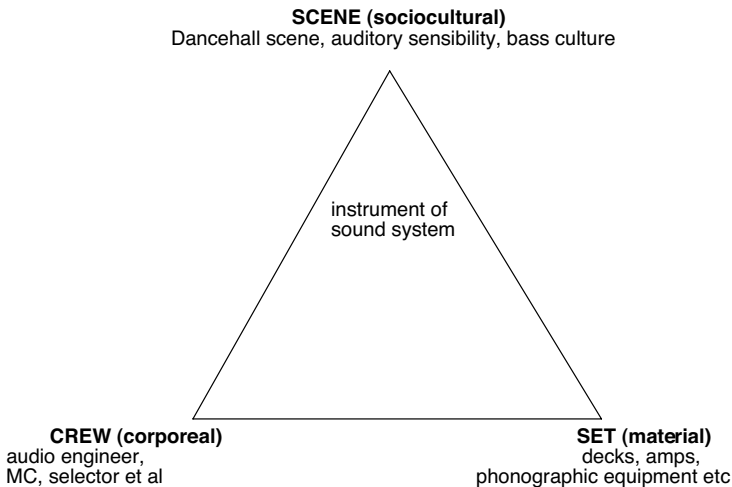 SCENE (sociocultural)
Dancehall scene, auditory sensibility, bass culture
instrument of
sound system
CREW (corporeal)
audio engineer,
MC, selector et al
SET (material)
decks, amps,
phonographic equipment etc